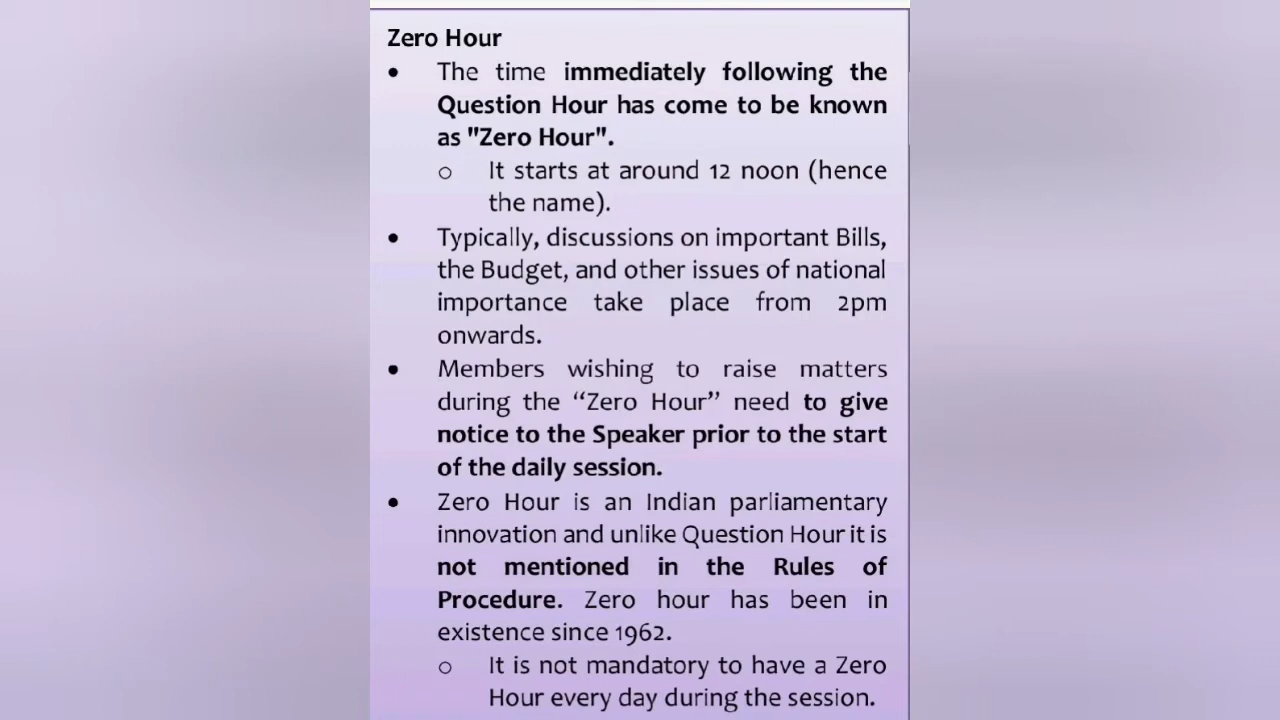 Zero Hour
• The time immediately following the
Question Hour has come to be known
as "Zero Hour".
o It starts at around 12 noon (hence
the name).
• Typically, discussions on important Bills,
the Budget, and other issues of national
importance take place from 2pm
onwards.
• Members wishing to raise matters
during the “Zero Hour” need to give
notice to the Speaker prior to the start
of the daily session.
• Zero Hour is an Indian parliamentary
innovation and unlike Question Hour it is
not mentioned in the Rules of
Procedure. Zero hour has been in
existence since 1962.
o It is not mandatory to have a Zero
Hour every day during the session.